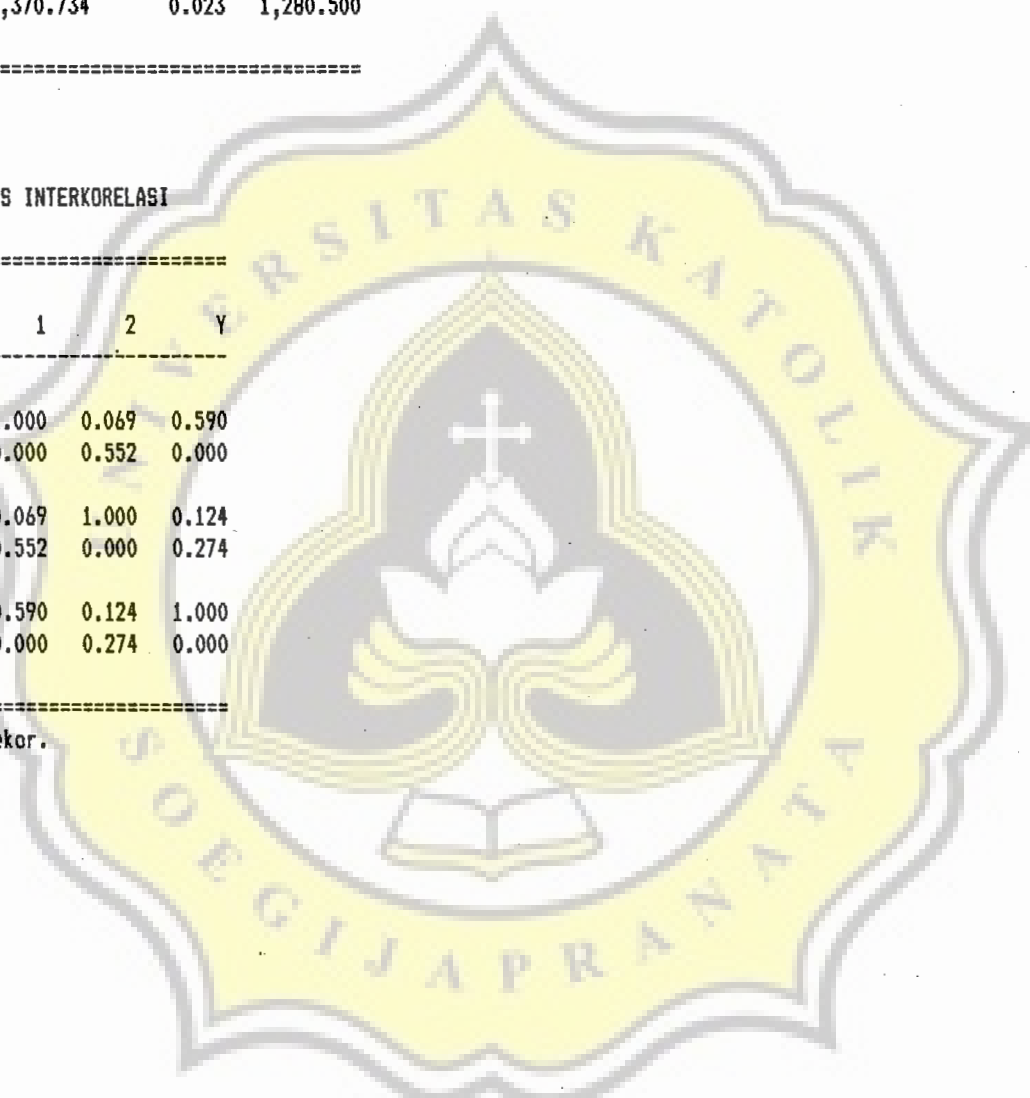 ,370.734 0.023 1,280.500
==============================
S INTERKORELASI
======================
1 2 Y
----------------------
.000 0.069 0.590
.000 0.552 0.000
.069 1.000 0.124
.552 0.000 0.274
.590 0.124 1.000
.000 0.274 0.000
======================
ekor.
UNIVERSITAS KATOLIK
SOEGIJAPRANATA